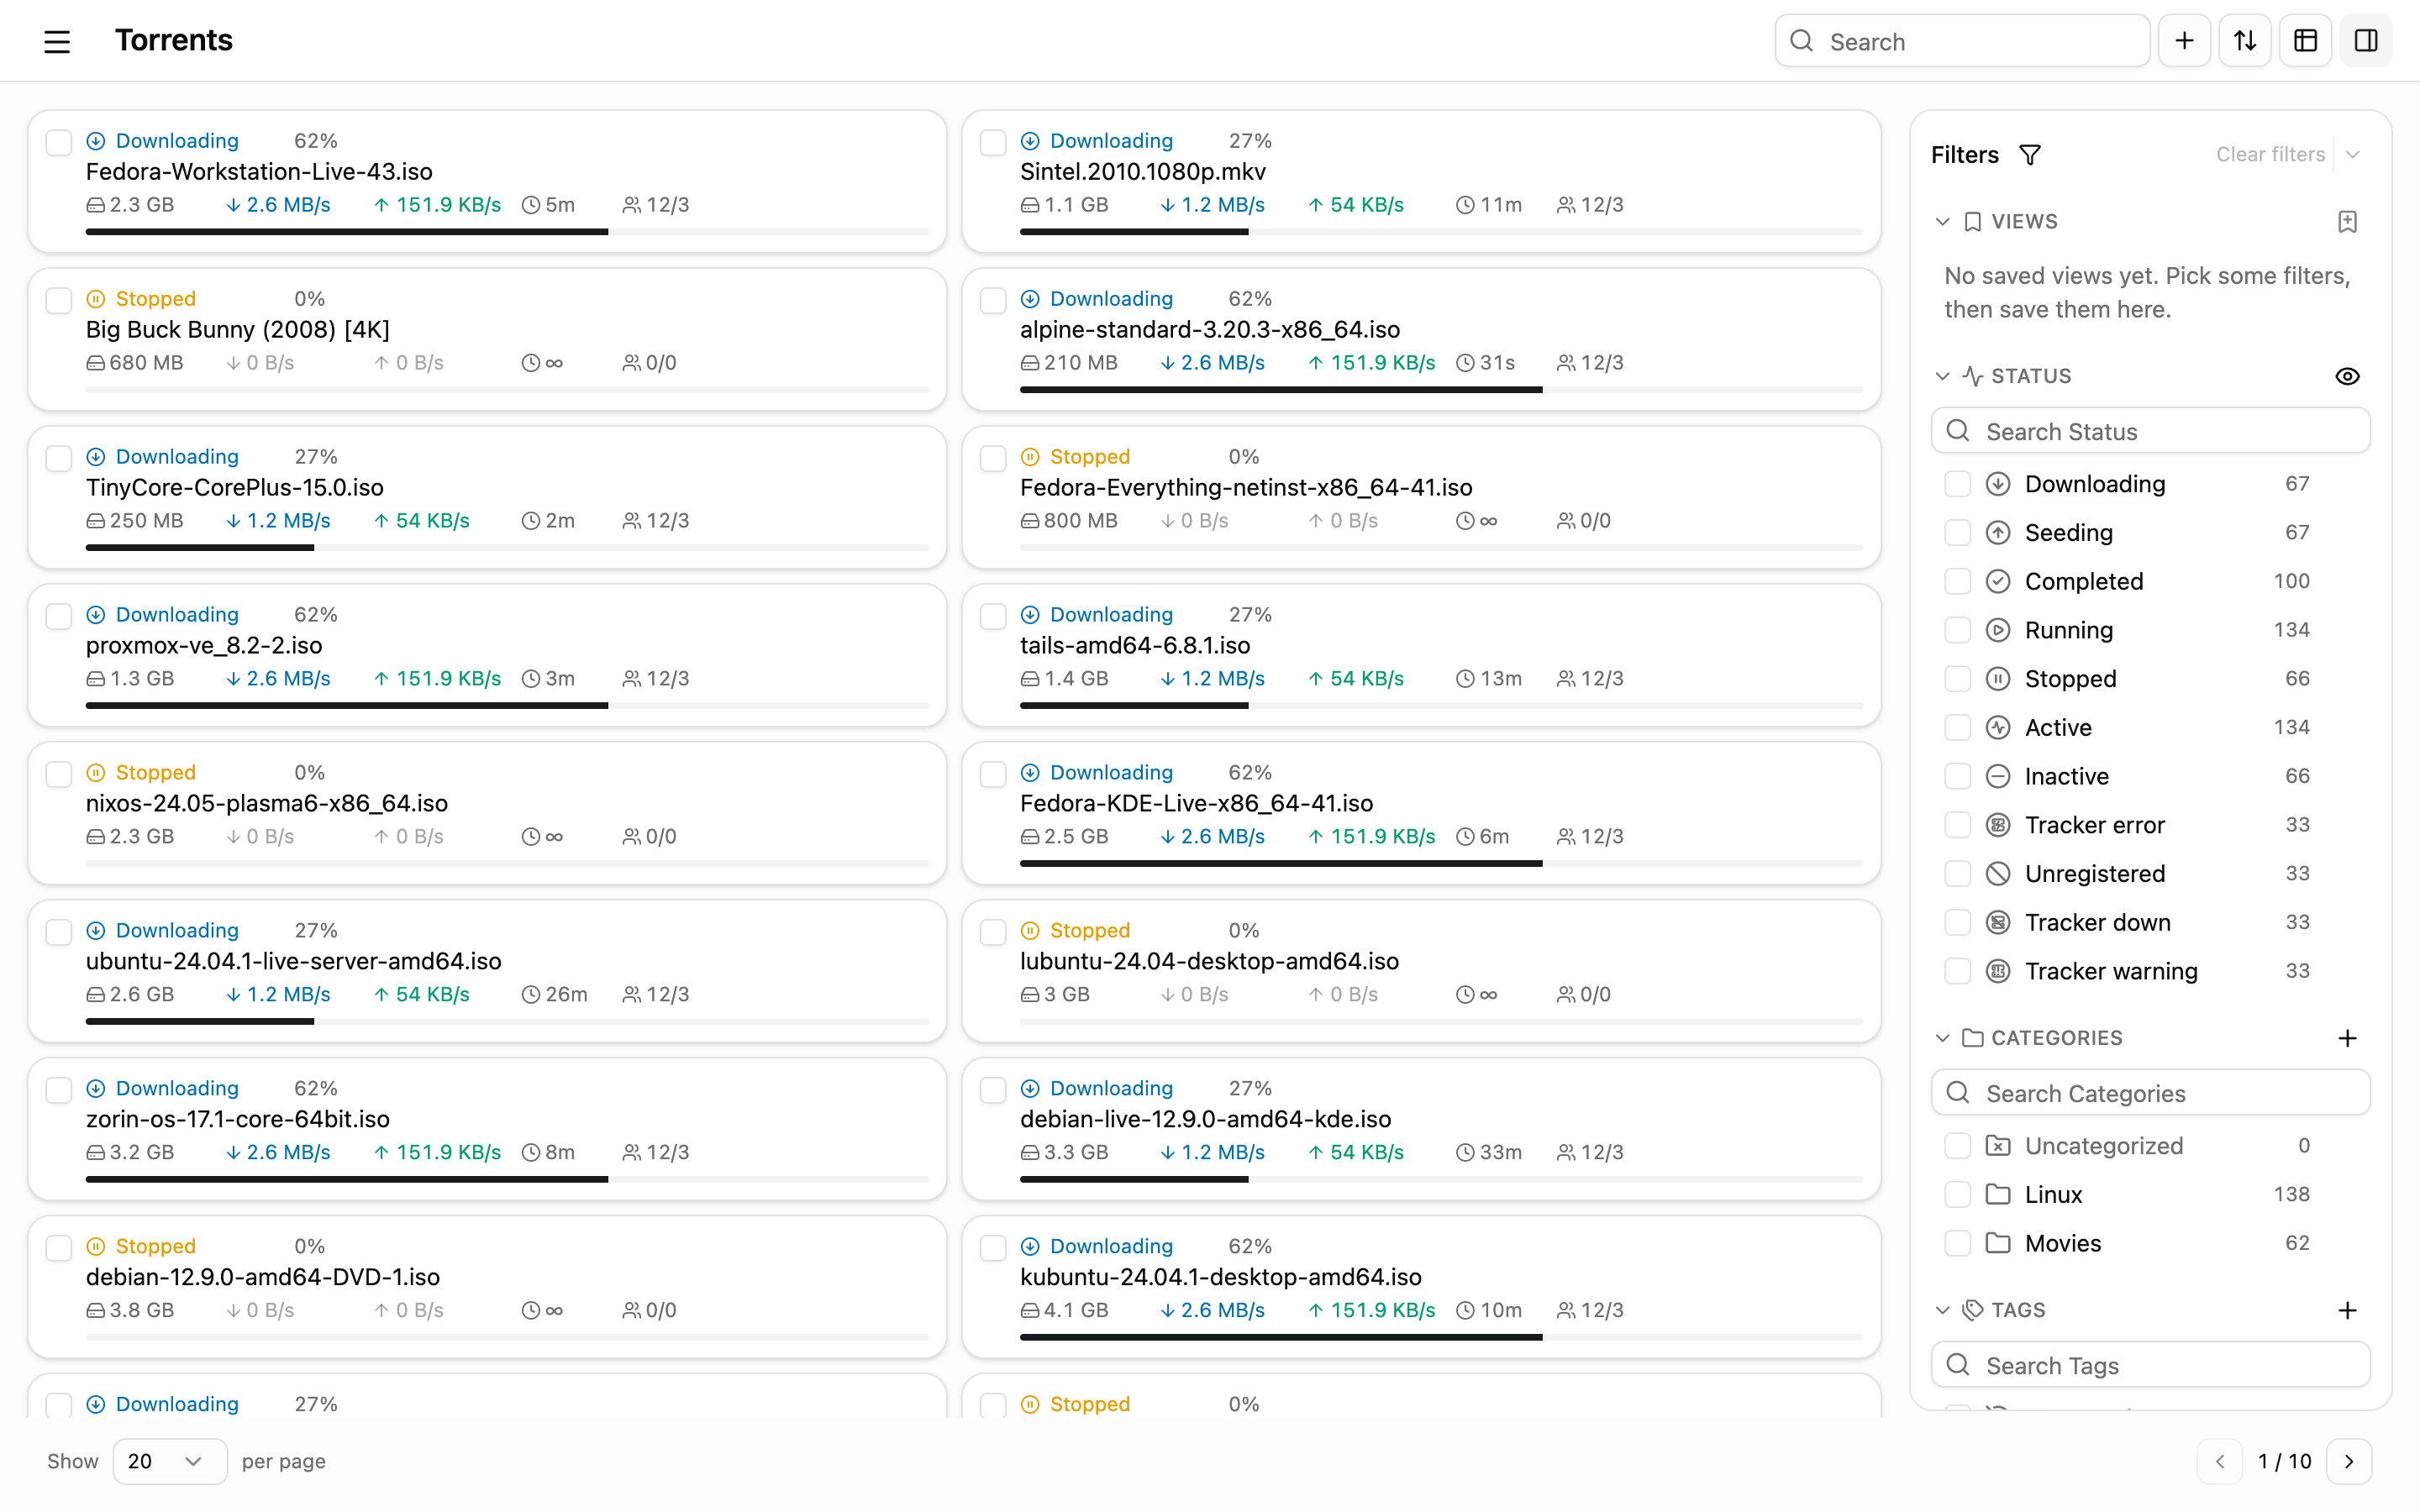 Torrents
Search
Downloading 62%
Fedora-Workstation-Live-43.iso
2.3 GB 2.6 MB/s 151.9 KB/s 5m 12/3
Downloading 27%
Sintel.2010.1080p.mkv
1.1 GB 1.2 MB/s 54 KB/s 11m 12/3
Stopped 0%
Big Buck Bunny (2008) [4K]
680 MB 0 B/s 0 B/s ∞ 0/0
Downloading 62%
alpine-standard-3.20.3-x86_64.iso
210 MB 2.6 MB/s 151.9 KB/s 31s 12/3
Downloading 27%
TinyCore-CorePlus-15.0.iso
250 MB 1.2 MB/s 54 KB/s 2m 12/3
Stopped 0%
Fedora-Everything-netinst-x86_64-41.iso
800 MB 0 B/s 0 B/s ∞ 0/0
Downloading 62%
proxmox-ve_8.2-2.iso
1.3 GB 2.6 MB/s 151.9 KB/s 3m 12/3
Downloading 27%
tails-amd64-6.8.1.iso
1.4 GB 1.2 MB/s 54 KB/s 13m 12/3
Stopped 0%
nixos-24.05-plasma6-x86_64.iso
2.3 GB 0 B/s 0 B/s ∞ 0/0
Downloading 62%
Fedora-KDE-Live-x86_64-41.iso
2.5 GB 2.6 MB/s 151.9 KB/s 6m 12/3
Downloading 27%
ubuntu-24.04.1-live-server-amd64.iso
2.6 GB 1.2 MB/s 54 KB/s 26m 12/3
Stopped 0%
lubuntu-24.04-desktop-amd64.iso
3 GB 0 B/s 0 B/s ∞ 0/0
Downloading 62%
zorin-os-17.1-core-64bit.iso
3.2 GB 2.6 MB/s 151.9 KB/s 8m 12/3
Downloading 27%
debian-live-12.9.0-amd64-kde.iso
3.3 GB 1.2 MB/s 54 KB/s 33m 12/3
Stopped 0%
debian-12.9.0-amd64-DVD-1.iso
3.8 GB 0 B/s 0 B/s ∞ 0/0
Downloading 62%
kubuntu-24.04.1-desktop-amd64.iso
4.1 GB 2.6 MB/s 151.9 KB/s 10m 12/3
Downloading 27%
Stopped 0%
Filters Clear filters
VIEWS
No saved views yet. Pick some filters,
then save them here.
STATUS
Search Status
Downloading 67
Seeding 67
Completed 100
Running 134
Stopped 66
Active 134
Inactive 66
Tracker error 33
Unregistered 33
Tracker down 33
Tracker warning 33
CATEGORIES
Search Categories
Uncategorized 0
Linux 138
Movies 62
TAGS
Search Tags
Show 20 per page
1 / 10